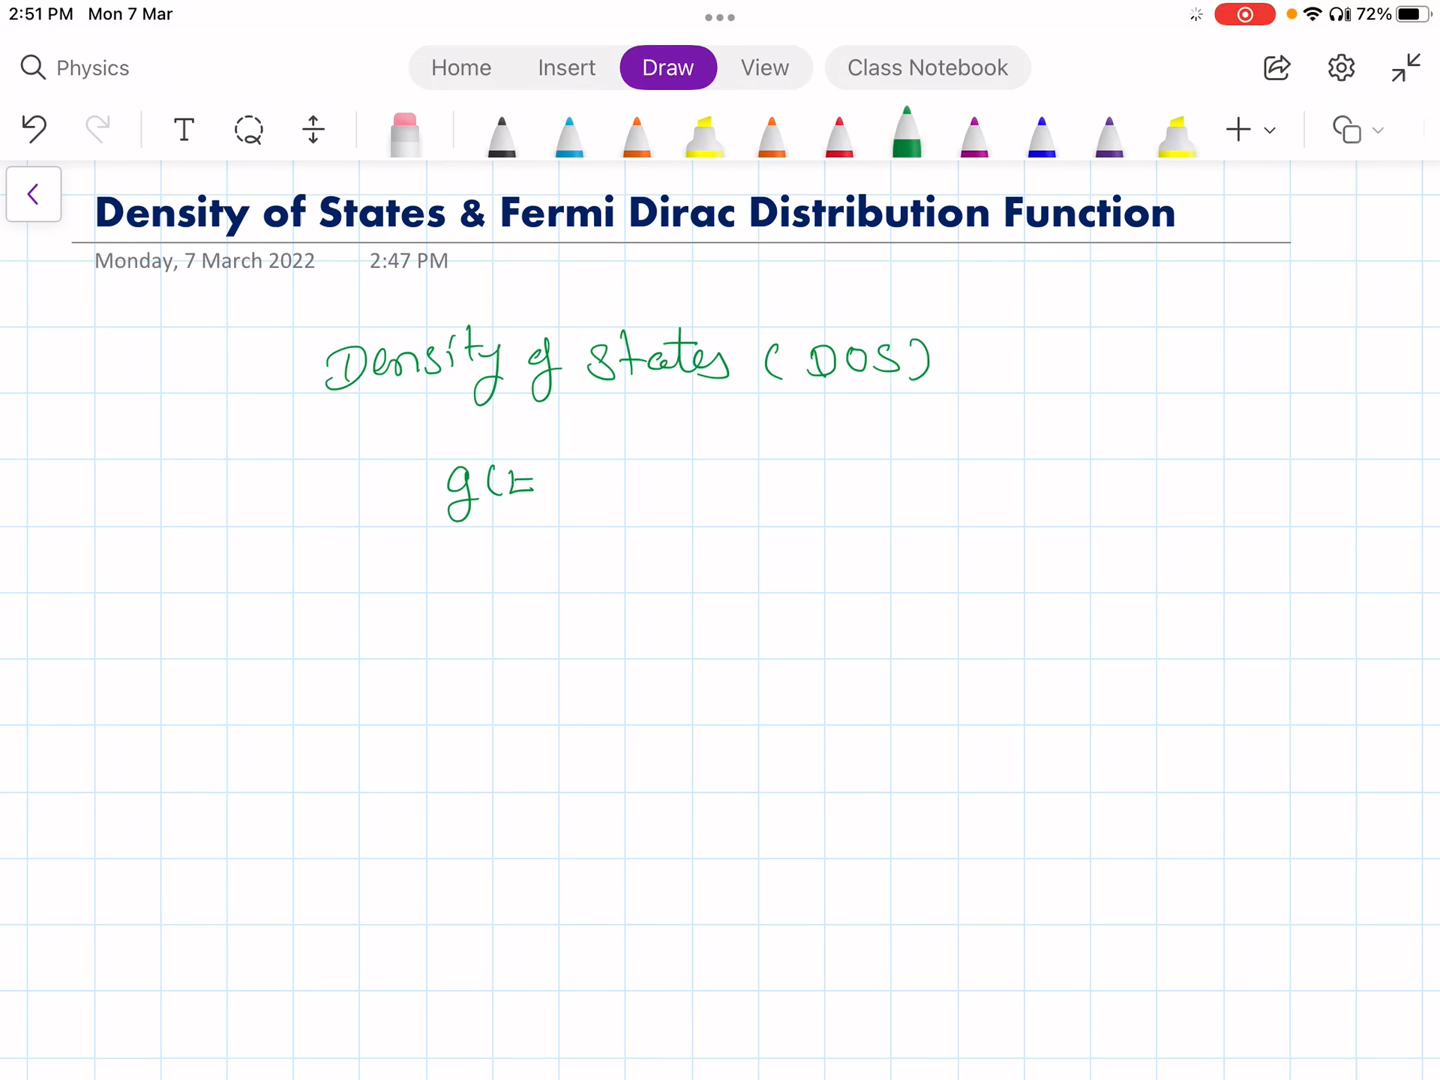 2:51 PM Mon 7 Mar 72%
Physics Home Insert Draw View Class Notebook
T
Density of States & Fermi Dirac Distribution Function
Monday, 7 March 2022 2:47 PM
Density of states (DOS)
g(E